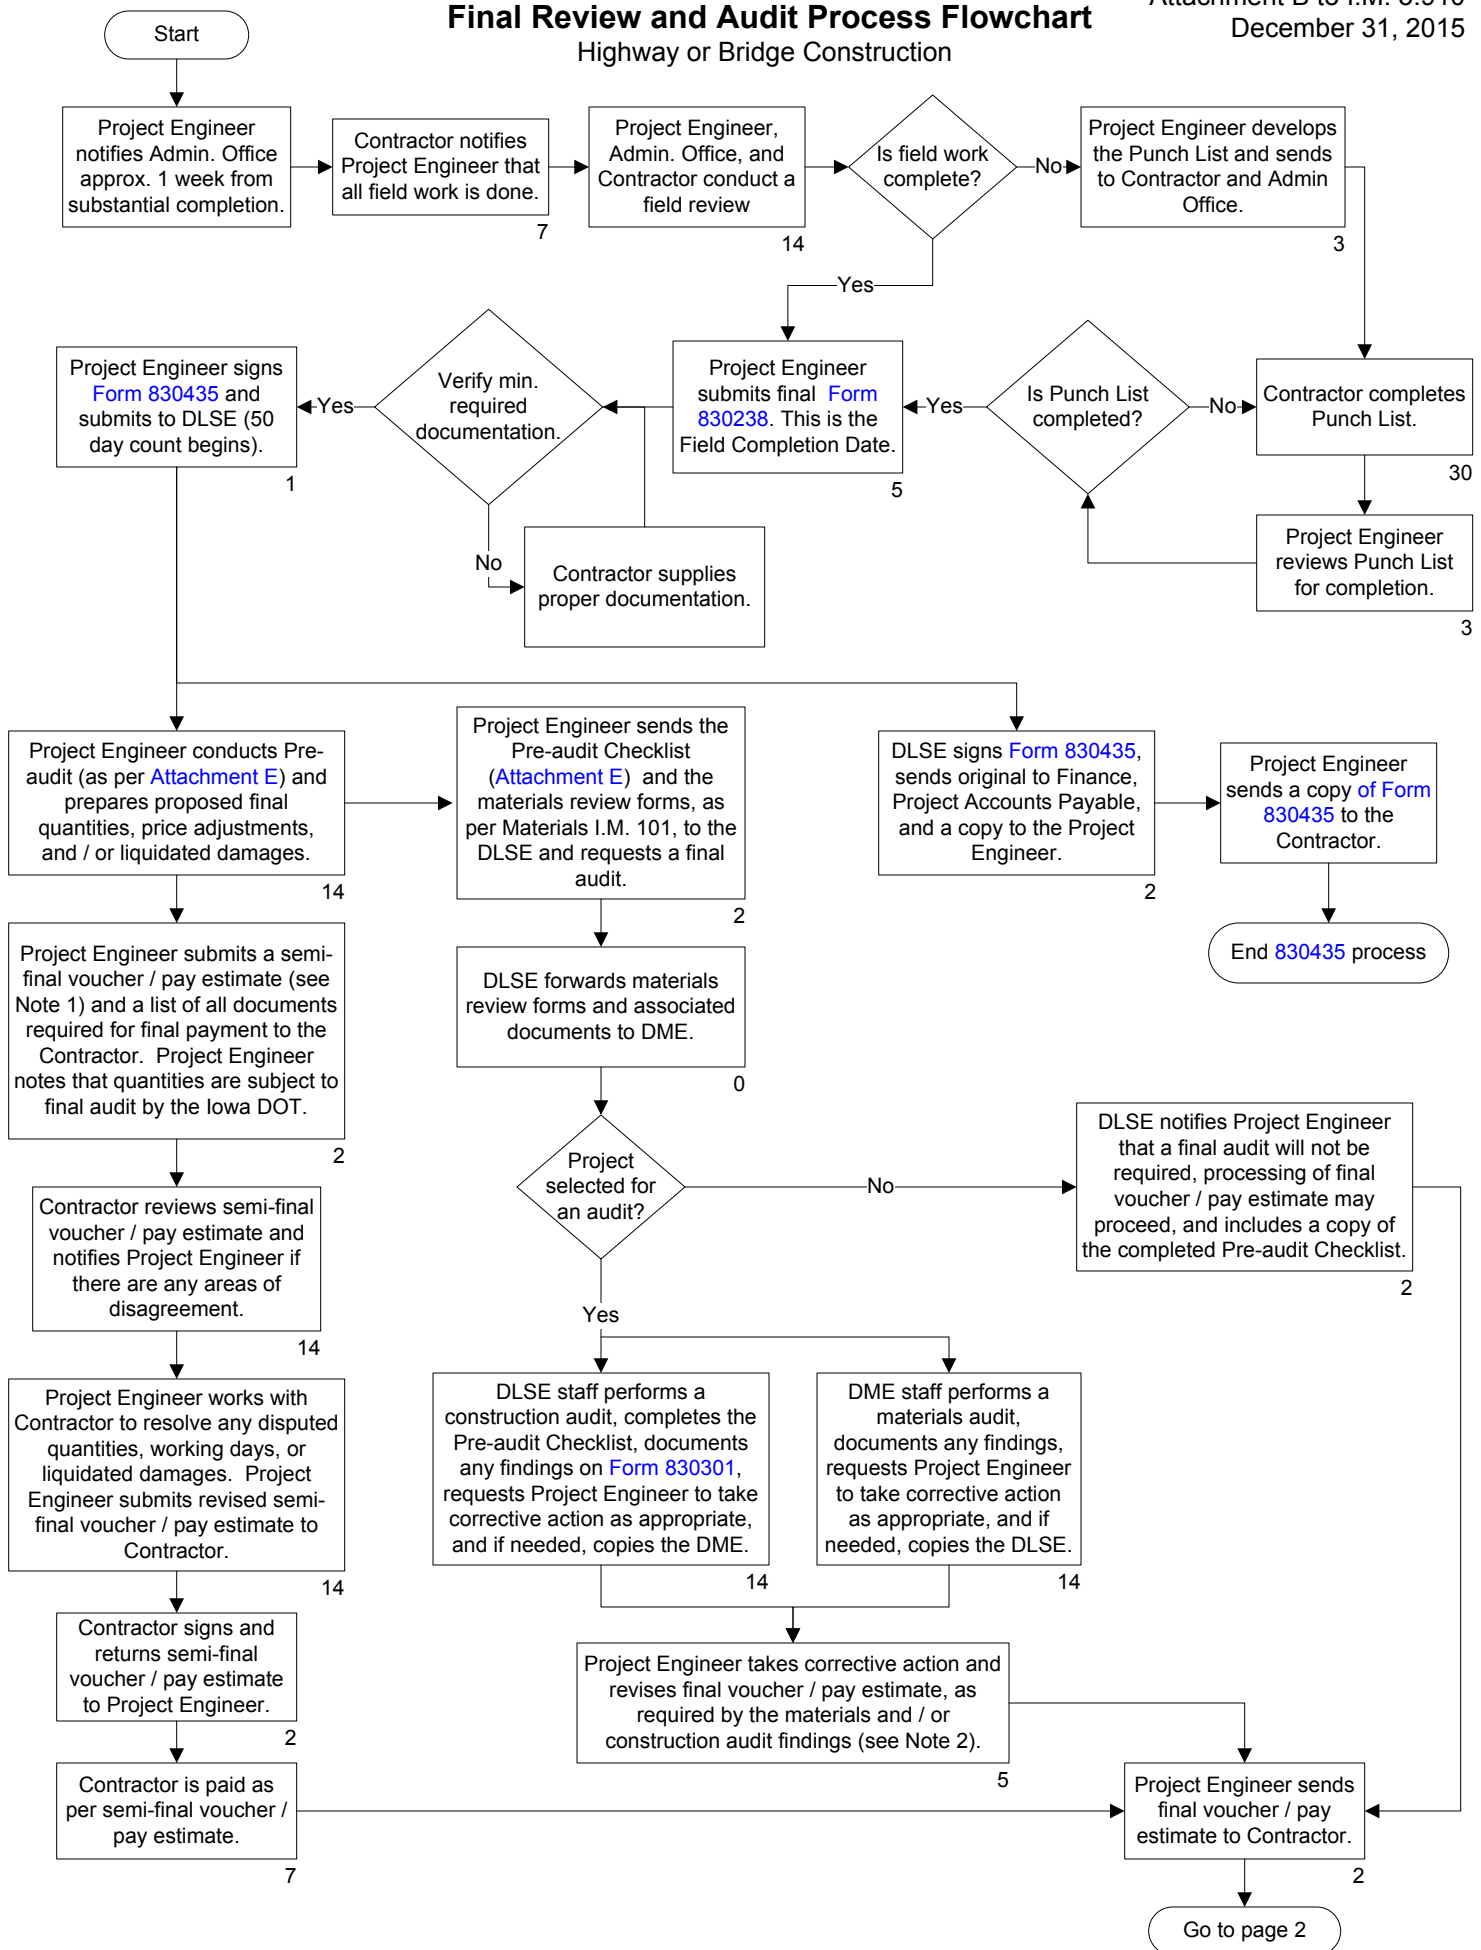 Final Review and Audit Process Flowchart
Highway or Bridge Construction
December 31, 2015
Start
Project Engineer
notifies Admin. Office
approx. 1 week from
substantial completion.
Contractor notifies
Project Engineer that
all field work is done.
7
Project Engineer,
Admin. Office, and
Contractor conduct a
field review
14
Is field work
complete?
No
Project Engineer develops
the Punch List and sends
to Contractor and Admin
Office.
3
Yes
Project Engineer signs
Form 830435 and
submits to DLSE (50
day count begins).
1
Yes
Verify min.
required
documentation.
Project Engineer
submits final Form
830238. This is the
Field Completion Date.
5
Yes
Is Punch List
completed?
No
Contractor completes
Punch List.
30
No
Contractor supplies
proper documentation.
Project Engineer
reviews Punch List
for completion.
3
Project Engineer conducts Pre-
audit (as per Attachment E) and
prepares proposed final
quantities, price adjustments,
and / or liquidated damages.
14
Project Engineer sends the
Pre-audit Checklist
(Attachment E) and the
materials review forms, as
per Materials I.M. 101, to the
DLSE and requests a final
audit.
2
DLSE signs Form 830435,
sends original to Finance,
Project Accounts Payable,
and a copy to the Project
Engineer.
2
Project Engineer
sends a copy of Form
830435 to the
Contractor.
End 830435 process
Project Engineer submits a semi-
final voucher / pay estimate (see
Note 1) and a list of all documents
required for final payment to the
Contractor. Project Engineer
notes that quantities are subject to
final audit by the Iowa DOT.
2
DLSE forwards materials
review forms and associated
documents to DME.
0
Project
selected for
an audit?
No
DLSE notifies Project Engineer
that a final audit will not be
required, processing of final
voucher / pay estimate may
proceed, and includes a copy of
the completed Pre-audit Checklist.
2
Contractor reviews semi-final
voucher / pay estimate and
notifies Project Engineer if
there are any areas of
disagreement.
14
Yes
Project Engineer works with
Contractor to resolve any disputed
quantities, working days, or
liquidated damages. Project
Engineer submits revised semi-
final voucher / pay estimate to
Contractor.
14
DLSE staff performs a
construction audit, completes the
Pre-audit Checklist, documents
any findings on Form 830301,
requests Project Engineer to take
corrective action as appropriate,
and if needed, copies the DME.
14
DME staff performs a
materials audit,
documents any findings,
requests Project Engineer
to take corrective action
as appropriate, and if
needed, copies the DLSE.
14
Contractor signs and
returns semi-final
voucher / pay estimate
to Project Engineer.
2
Project Engineer takes corrective action and
revises final voucher / pay estimate, as
required by the materials and / or
construction audit findings (see Note 2).
5
Contractor is paid as
per semi-final voucher /
pay estimate.
7
Project Engineer sends
final voucher / pay
estimate to Contractor.
2
Go to page 2